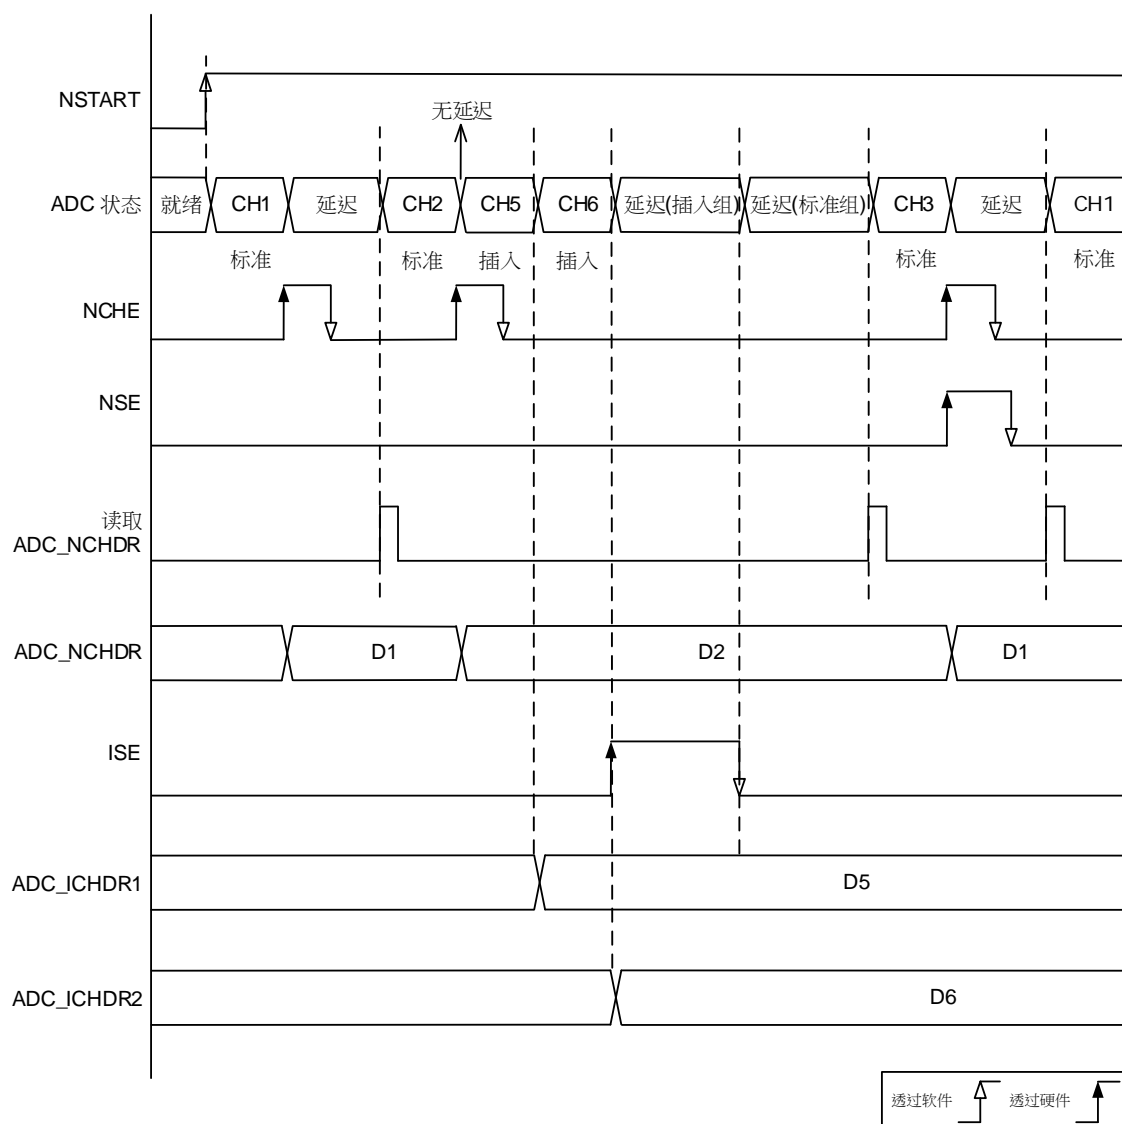 NSTART
无延迟
ADC 状态 就绪 CH1 延迟 CH2 CH5 CH6 延迟(插入组) 延迟(标准组) CH3 延迟 CH1
标准 标准 插入 插入 标准 标准
NCHE
NSE
读取
ADC_NCHDR
ADC_NCHDR D1 D2 D1
ISE
ADC_ICHDR1 D5
ADC_ICHDR2 D6
透过软件 透过硬件